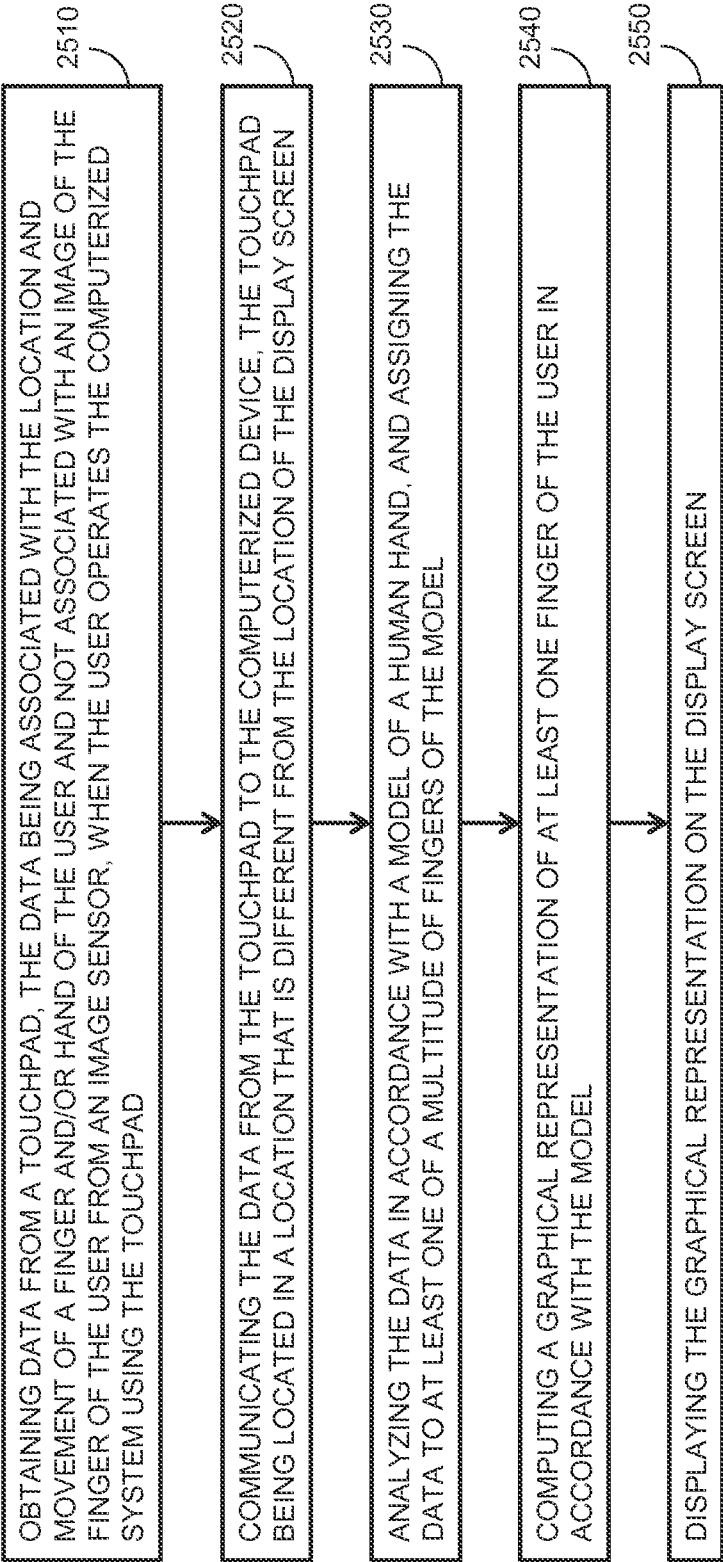 OBTAINING DATA FROM A TOUCHPAD, THE DATA BEING ASSOCIATED WITH THE LOCATION AND
MOVEMENT OF A FINGER AND/OR HAND OF THE USER AND NOT ASSOCIATED WITH AN IMAGE OF THE
FINGER OF THE USER FROM AN IMAGE SENSOR, WHEN THE USER OPERATES THE COMPUTERIZED
SYSTEM USING THE TOUCHPAD
2510
COMMUNICATING THE DATA FROM THE TOUCHPAD TO THE COMPUTERIZED DEVICE, THE TOUCHPAD
BEING LOCATED IN A LOCATION THAT IS DIFFERENT FROM THE LOCATION OF THE DISPLAY SCREEN
2520
ANALYZING THE DATA IN ACCORDANCE WITH A MODEL OF A HUMAN HAND, AND ASSIGNING THE
DATA TO AT LEAST ONE OF A MULTITUDE OF FINGERS OF THE MODEL
2530
COMPUTING A GRAPHICAL REPRESENTATION OF AT LEAST ONE FINGER OF THE USER IN
ACCORDANCE WITH THE MODEL
2540
DISPLAYING THE GRAPHICAL REPRESENTATION ON THE DISPLAY SCREEN
2550